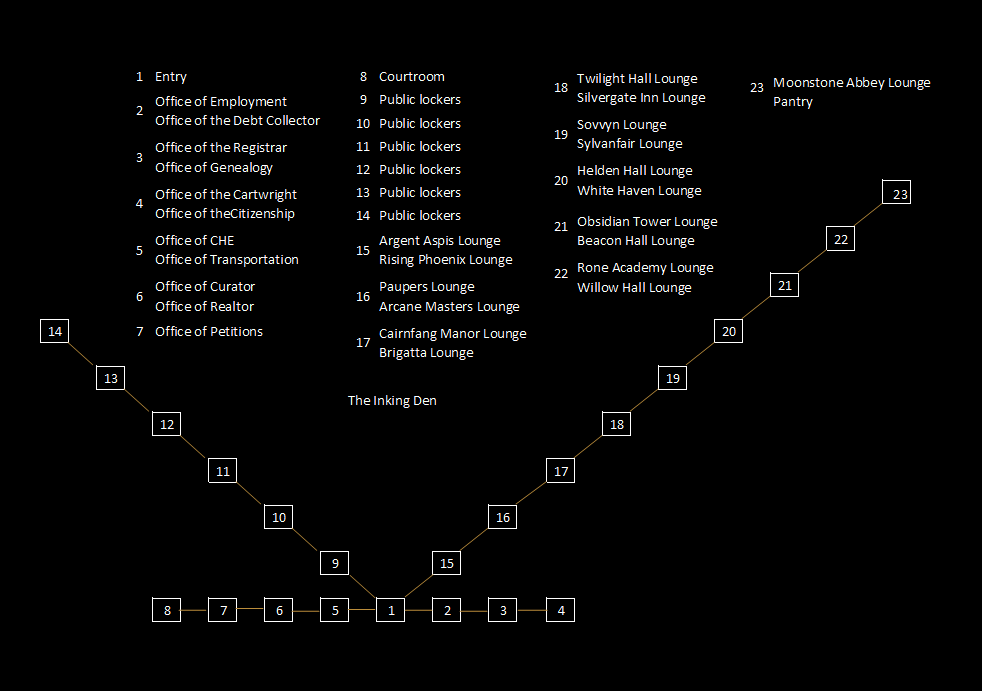 1 Entry
2 Office of Employment
Office of the Debt Collector
3 Office of the Registrar
Office of Genealogy
4 Office of the Cartwright
Office of theCitizenship
5 Office of CHE
Office of Transportation
6 Office of Curator
Office of Realtor
7 Office of Petitions
8 Courtroom
9 Public lockers
10 Public lockers
11 Public lockers
12 Public lockers
13 Public lockers
14 Public lockers
15 Argent Aspis Lounge
Rising Phoenix Lounge
16 Paupers Lounge
Arcane Masters Lounge
17 Cairnfang Manor Lounge
Brigatta Lounge
18 Twilight Hall Lounge
Silvergate Inn Lounge
19 Sovvyn Lounge
Sylvanfair Lounge
20 Helden Hall Lounge
White Haven Lounge
21 Obsidian Tower Lounge
Beacon Hall Lounge
22 Rone Academy Lounge
Willow Hall Lounge
23 Moonstone Abbey Lounge
Pantry
The Inking Den
23
22
21
14 20
13 19
12 18
11 17
10 16
9 15
8 7 6 5 1 2 3 4